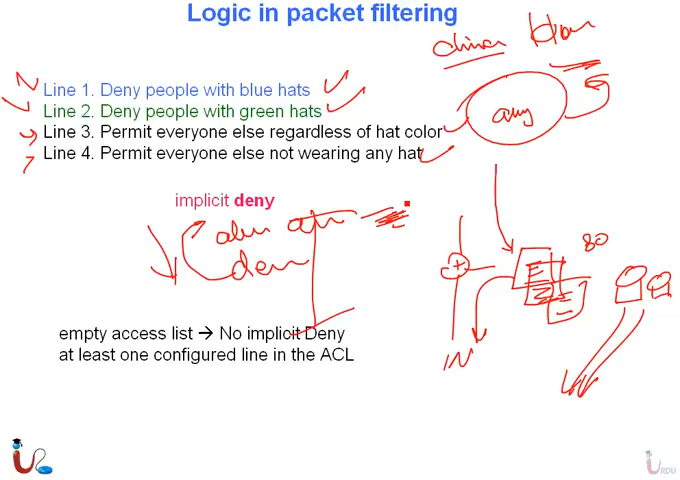 Logic in packet filtering
Line 1. Deny people with blue hats
Line 2. Deny people with green hats
Line 3. Permit everyone else regardless of hat color
Line 4. Permit everyone else not wearing any hat
any
implicit deny
80
IN
empty access list → No implicit Deny
at least one configured line in the ACL
URDU